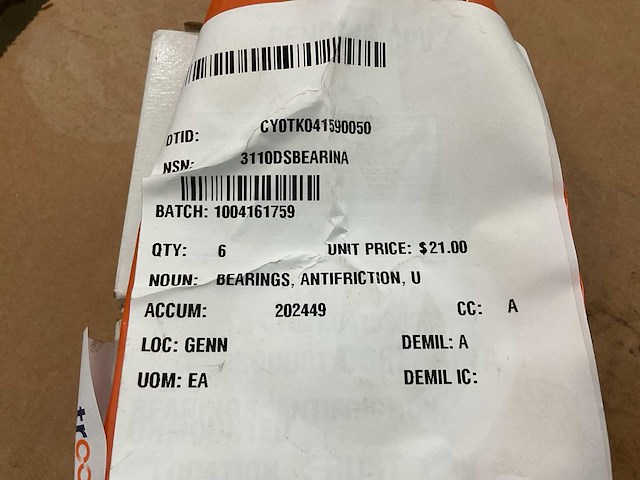 DTID: CY0TK041590050
NSN: 3110DSBEARINA
BATCH: 1004161759
QTY: 6 UNIT PRICE: $21.00
NOUN: BEARINGS, ANTIFRICTION, U
ACCUM: 202449 CC: A
LOC: GENN DEMIL: A
UOM: EA DEMIL IC: